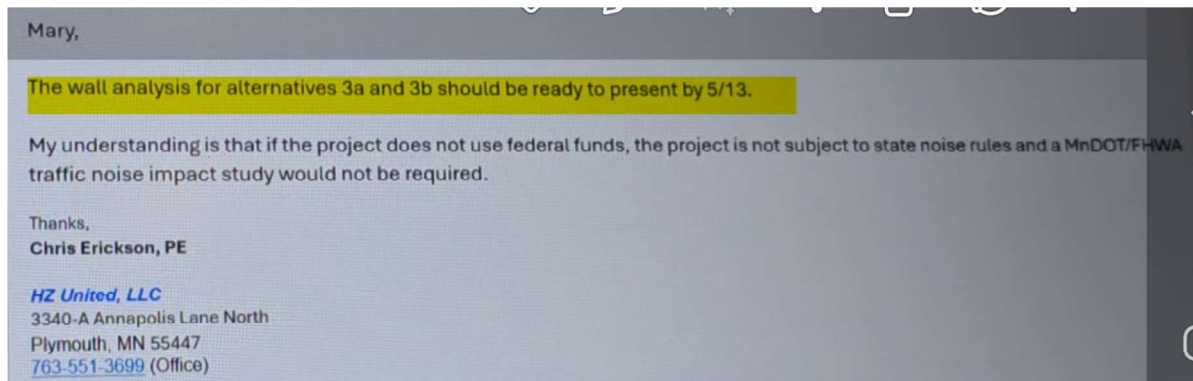 Mary,
The wall analysis for alternatives 3a and 3b should be ready to present by 5/13.
My understanding is that if the project does not use federal funds, the project is not subject to state noise rules and a MnDOT/FHWA
traffic noise impact study would not be required.
Thanks,
Chris Erickson, PE
HZ United, LLC
3340-A Annapolis Lane North
Plymouth, MN 55447
763-551-3699 (Office)